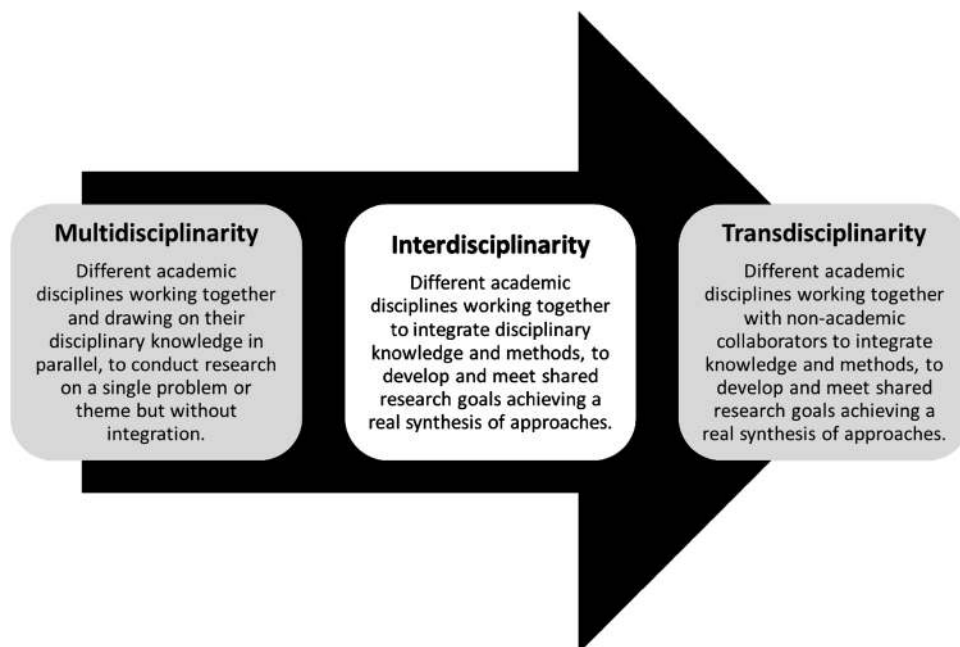 Multidisciplinarity
Different academic
disciplines working together
and drawing on their
disciplinary knowledge in
parallel, to conduct research
on a single problem or
theme but without
integration.
Interdisciplinarity
Different academic
disciplines working together
to integrate disciplinary
knowledge and methods, to
develop and meet shared
research goals achieving a
real synthesis of approaches.
Transdisciplinarity
Different academic
disciplines working together
with non-academic
collaborators to integrate
knowledge and methods, to
develop and meet shared
research goals achieving a
real synthesis of approaches.